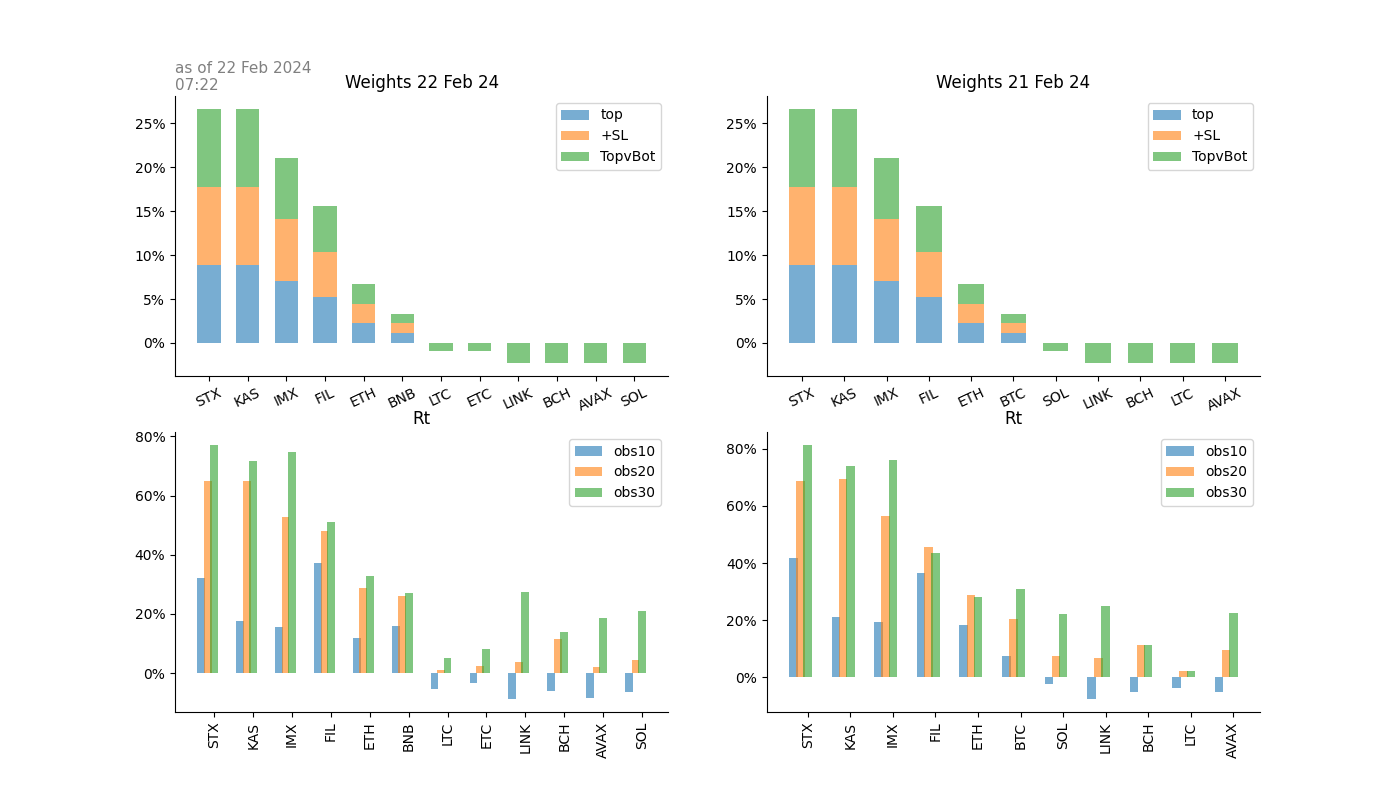 as of 22 Feb 2024
07:22
Weights 22 Feb 24
25%
20%
15%
10%
5%
0%
top
+SL
TopvBot
STX KAS IMX FIL ETH BNB LTC ETC LINK BCH AVAX SOL
Weights 21 Feb 24
25%
20%
15%
10%
5%
0%
top
+SL
TopvBot
STX KAS IMX FIL ETH BTC SOL LINK BCH LTC AVAX
Rt
80%
60%
40%
20%
0%
obs10
obs20
obs30
STX KAS IMX FIL ETH BNB LTC ETC LINK BCH AVAX SOL
Rt
80%
60%
40%
20%
0%
obs10
obs20
obs30
STX KAS IMX FIL ETH BTC SOL LINK BCH LTC AVAX